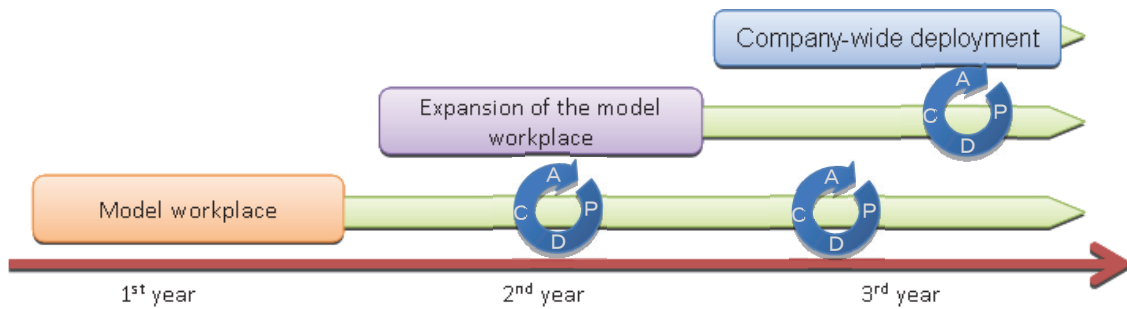 Company-wide deployment
A
C
P
D
Expansion of the model
workplace
A
C
P
D
A
C
P
D
Model workplace
1st year
2nd year
3rd year